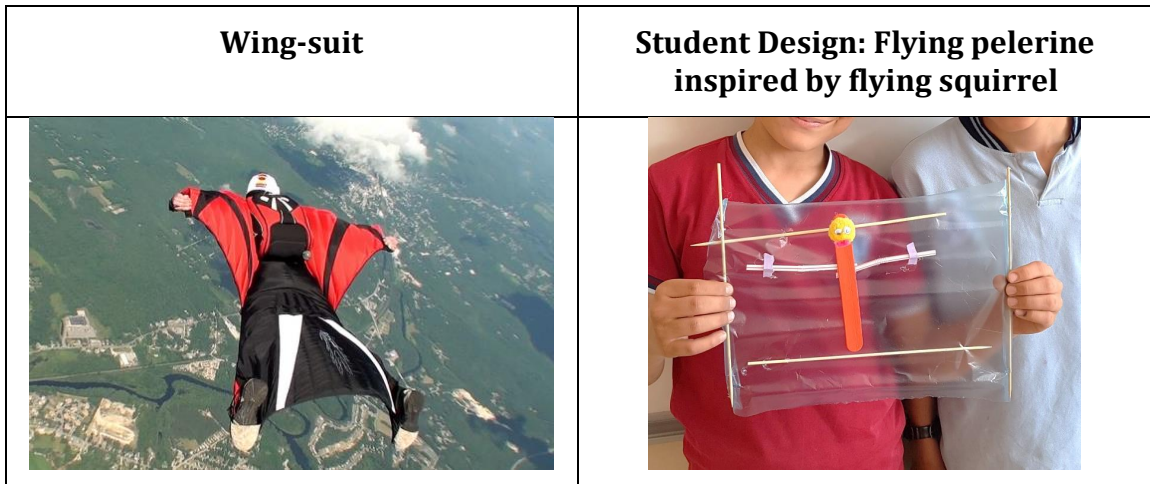 Wing-suit
Student Design: Flying pelerine
inspired by flying squirrel